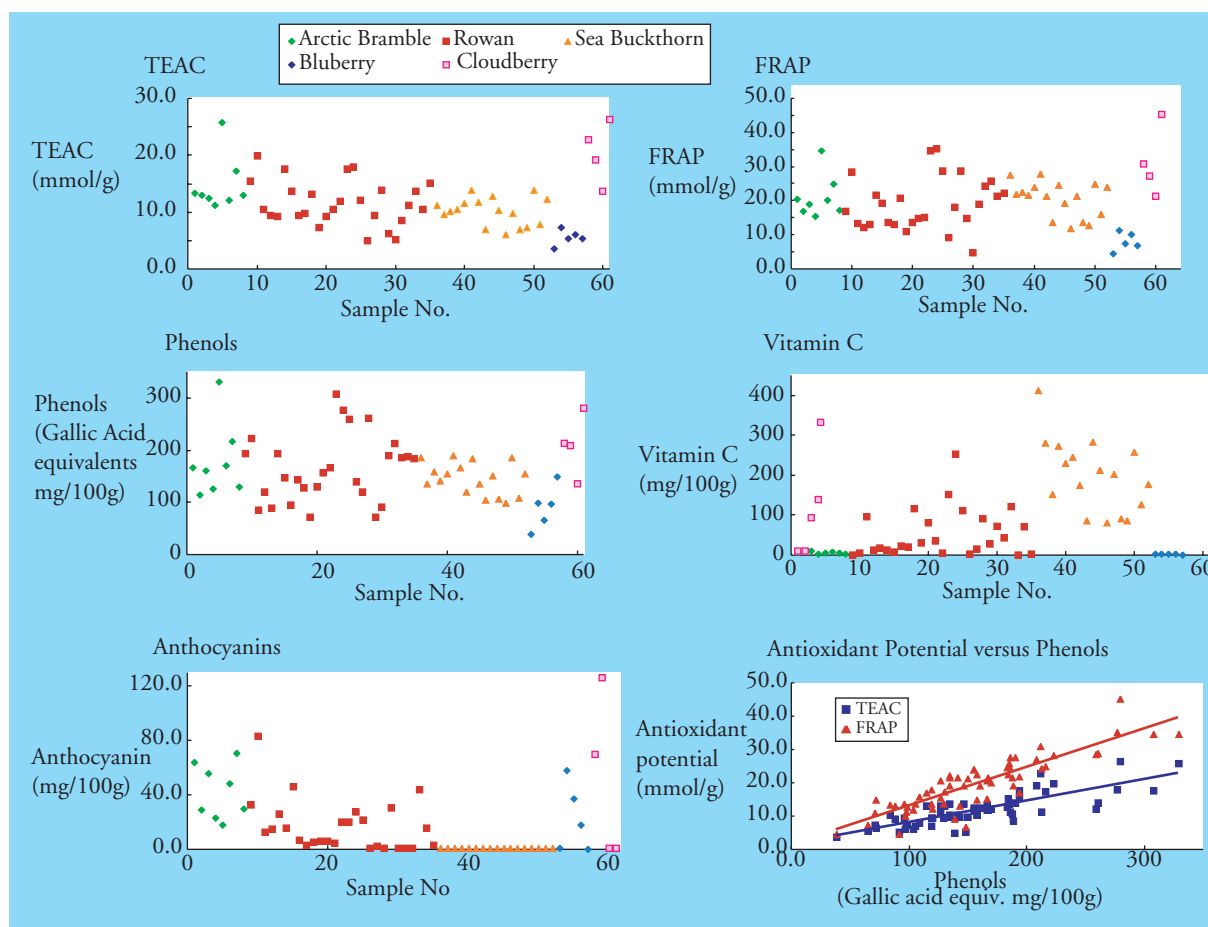 Arctic Bramble Rowan Sea Buckthorn
Bluberry Cloudberry
TEAC
30.0
20.0
10.0
0.0
TEAC
(mmol/g)
0 10 20 30 40 50 60
Sample No.
FRAP
50.0
40.0
30.0
20.0
10.0
0.0
FRAP
(mmol/g)
0 10 20 30 40 50 60
Sample No.
Phenols
300
200
100
0
Phenols
(Gallic Acid
equivalents
mg/100g)
20 40 60
Sample No.
Vitamin C
400
300
200
100
0
Vitamin C
(mg/100g)
0 10 20 30 40 50 60
Sample No.
Anthocyanins
120.0
80.0
40.0
0.0
Anthocyanin
(mg/100g)
0 10 20 30 40 50 60
Sample No
Antioxidant Potential versus Phenols
50.0
40.0
30.0
20.0
10.0
0.0
TEAC
FRAP
Antioxidant
potential
(mmol/g)
0.0 100 200 300
Phenols
(Gallic acid equiv. mg/100g)